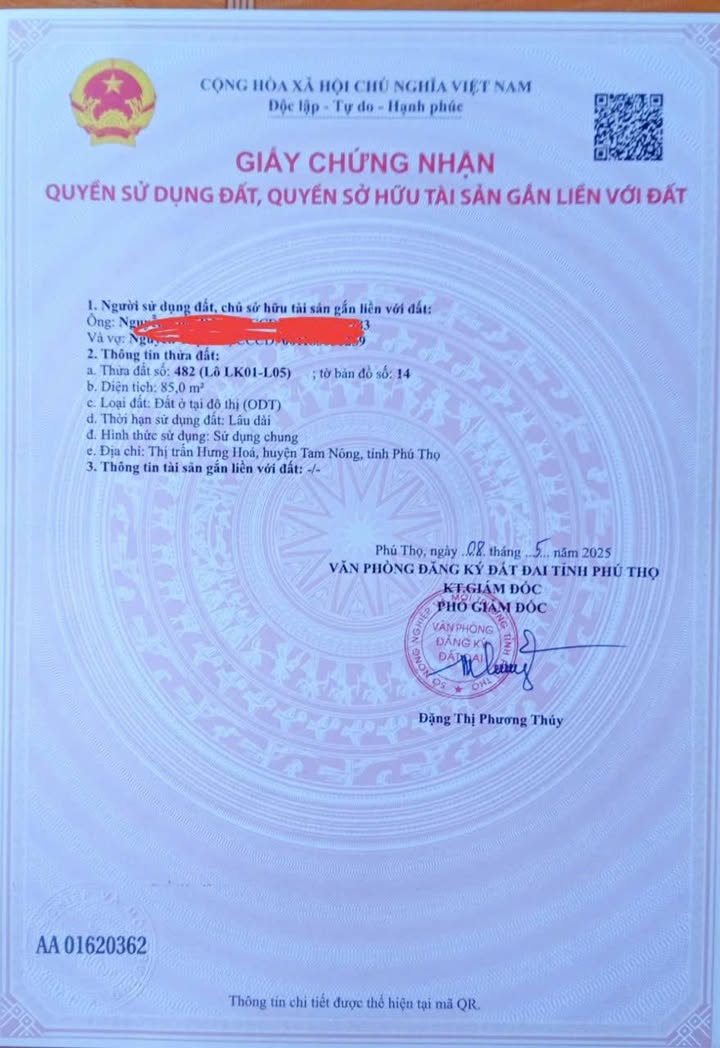 CỘNG HÒA XÃ HỘI CHỦ NGHĨA VIỆT NAM
Độc lập - Tự do - Hạnh phúc
GIẤY CHỨNG NHẬN
QUYỀN SỬ DỤNG ĐẤT, QUYỀN SỞ HỮU TÀI SẢN GẮN LIỀN VỚI ĐẤT
1. Người sử dụng đất, chủ sở hữu tài sản gắn liền với đất:
Ông:
Và vợ:
2. Thông tin thửa đất:
a. Thửa đất số: 482 (Lô LK01-L05) ; tờ bản đồ số: 14
b. Diện tích: 85,0 m²
c. Loại đất: Đất ở tại đô thị (ODT)
d. Thời hạn sử dụng đất: Lâu dài
đ. Hình thức sử dụng: Sử dụng chung
e. Địa chỉ: Thị trấn Hưng Hoá, huyện Tam Nông, tỉnh Phú Thọ
3. Thông tin tài sản gắn liền với đất: -/-
Phú Thọ, ngày ..08. tháng ..5.. năm 2025
VĂN PHÒNG ĐĂNG KÝ ĐẤT ĐAI TỈNH PHÚ THỌ
KT.GIÁM ĐỐC
PHÓ GIÁM ĐỐC
VĂN PHÒNG
ĐĂNG KÝ
ĐẤT ĐAI
Đặng Thị Phương Thúy
AA 01620362
Thông tin chi tiết được thể hiện tại mã QR.